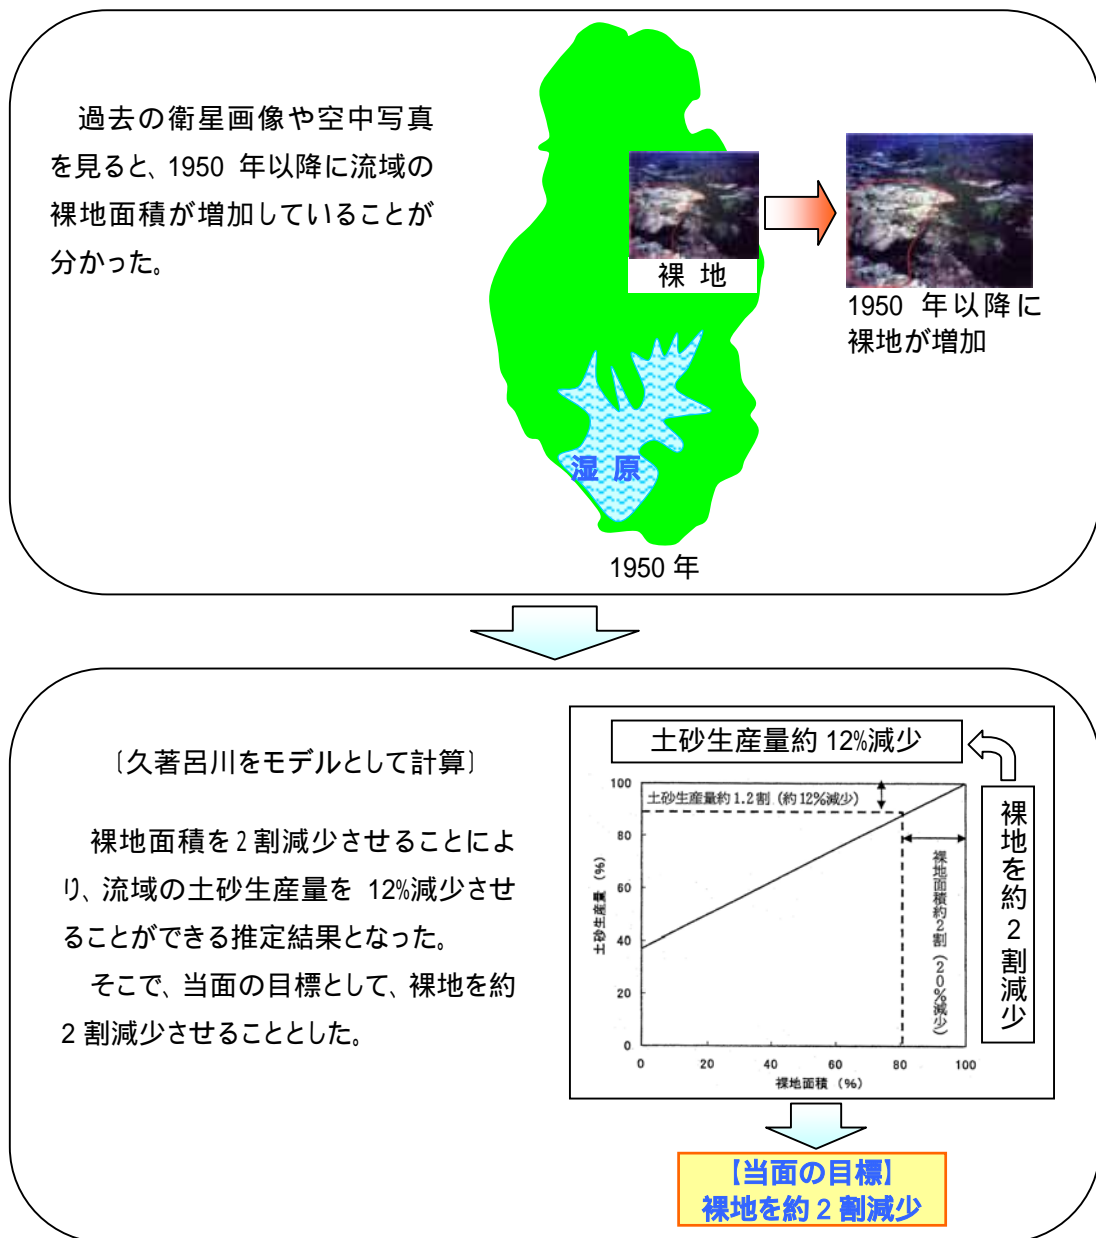 過去の衛星画像や空中写真
を見ると、1950 年以降に流域の
裸地面積が増加していることが
分かった。
裸 地
1950 年以降に
裸地が増加
湿 原
1950 年
〔久著呂川をモデルとして計算〕
裸地面積を2割減少させることによ
り、流域の土砂生産量を 12%減少させ
ることができる推定結果となった。
そこで、当面の目標として、裸地を約
2 割減少させることとした。
土砂生産量約 12%減少
裸地を約2割減少
土砂生産量約1.2割(約12%減少)
裸地面積約2割(20%減少)
土砂生産量 (%)
100
80
60
40
20
0
0 20 40 60 80 100
裸地面積 (%)
【当面の目標】
裸地を約 2 割減少